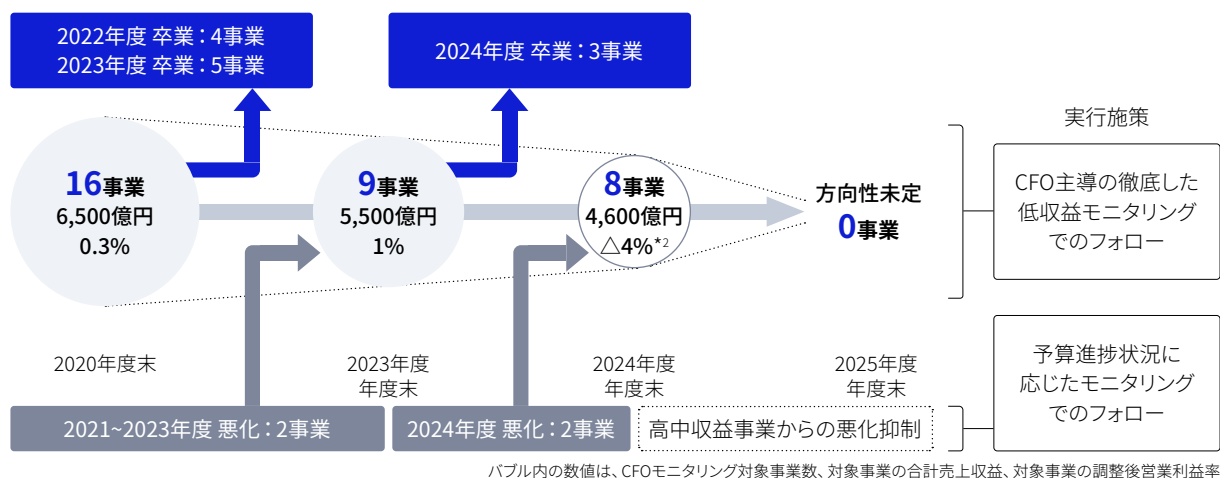 2022年度 卒業：4事業
2023年度 卒業：5事業
2024年度 卒業：3事業
16事業
6,500億円
0.3%
9事業
5,500億円
1%
8事業
4,600億円
△4%*2
方向性未定
0事業
実行施策
CFO主導の徹底した
低収益モニタリング
でのフォロー
2020年度末
2023年度
年度末
2024年度
年度末
2025年度
年度末
予算進捗状況に
応じたモニタリング
でのフォロー
2021~2023年度 悪化：2事業
2024年度 悪化：2事業
高中収益事業からの悪化抑制
バブル内の数値は、CFOモニタリング対象事業数、対象事業の合計売上収益、対象事業の調整後営業利益率